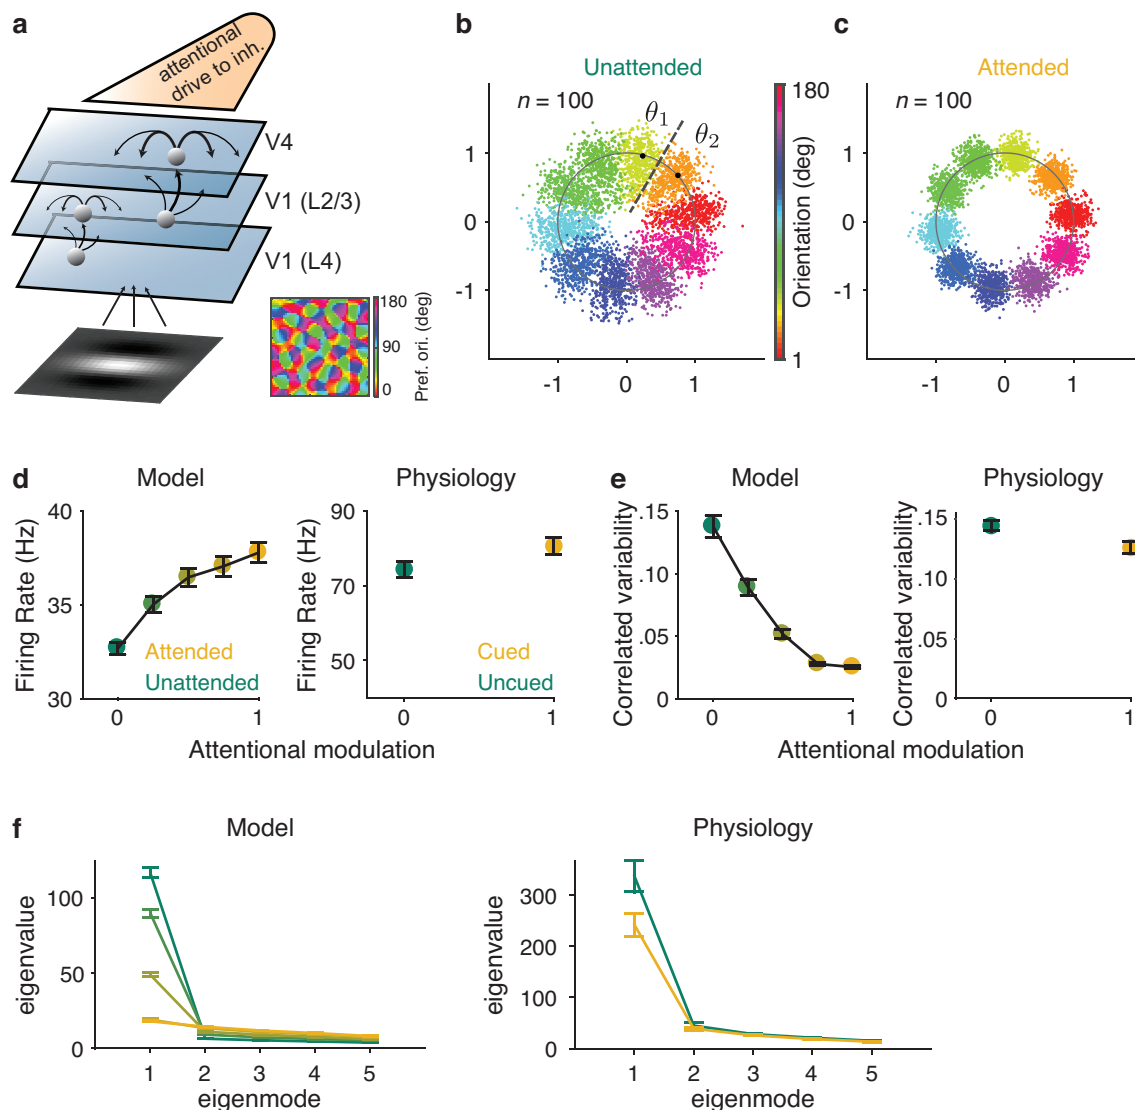 a
attentional
drive to inh.
V4
V1 (L2/3)
V1 (L4)
180
90
0
Pref. ori. (deg)
b
Unattended
n = 100
θ1
θ2
1
0
-1
-1
0
1
180
Orientation (deg)
1
c
Attended
n = 100
1
0
-1
-1
0
1
d
Model
Firing Rate (Hz)
40
35
30
Attended
Unattended
0
1
Physiology
Firing Rate (Hz)
90
70
50
Cued
Uncued
0
1
Attentional modulation
e
Model
Correlated variability
.15
.10
.05
0
0
1
Physiology
Correlated variability
.15
.10
.05
0
0
1
Attentional modulation
f
Model
eigenvalue
100
50
0
1 2 3 4 5
eigenmode
Physiology
eigenvalue
300
200
100
0
1 2 3 4 5
eigenmode